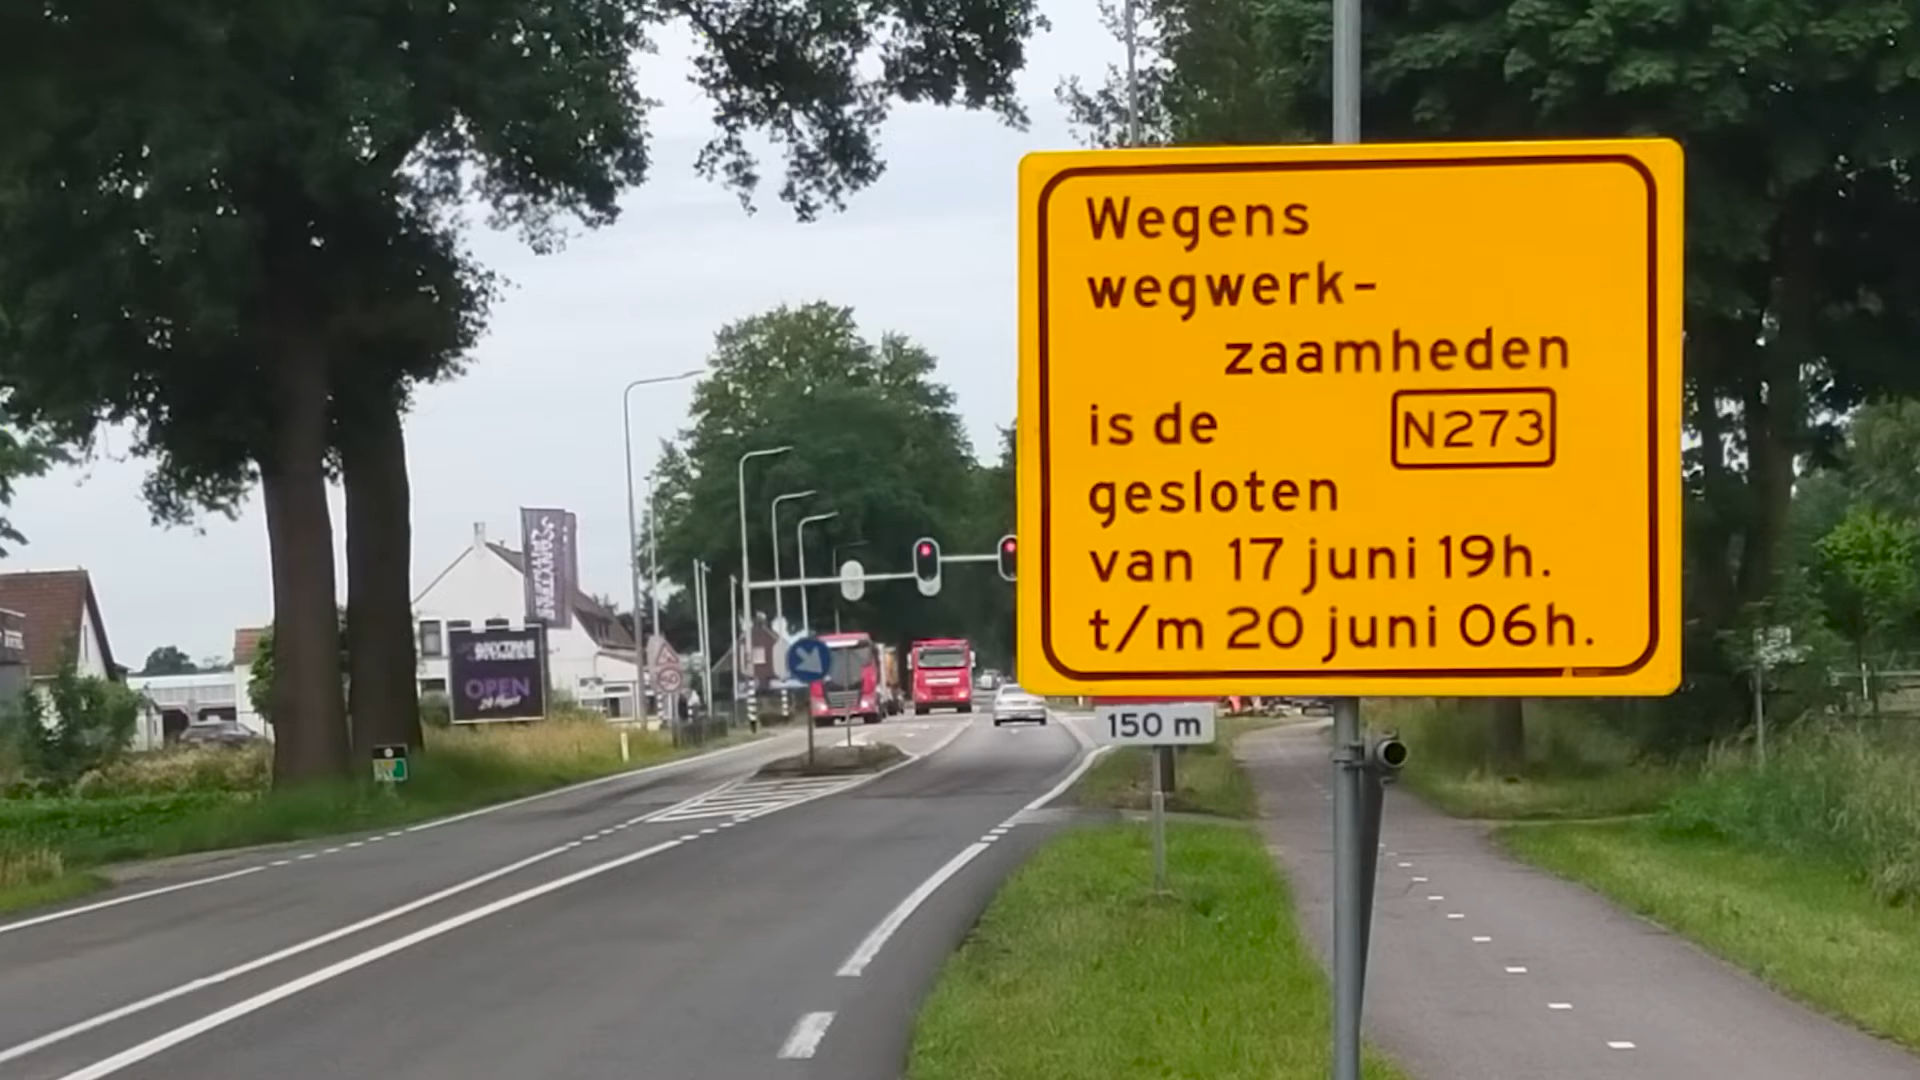 Wegens
wegwerk-
zaamheden
is de N273
gesloten
van 17 juni 19h.
t/m 20 juni 06h.
150 m
OPEN